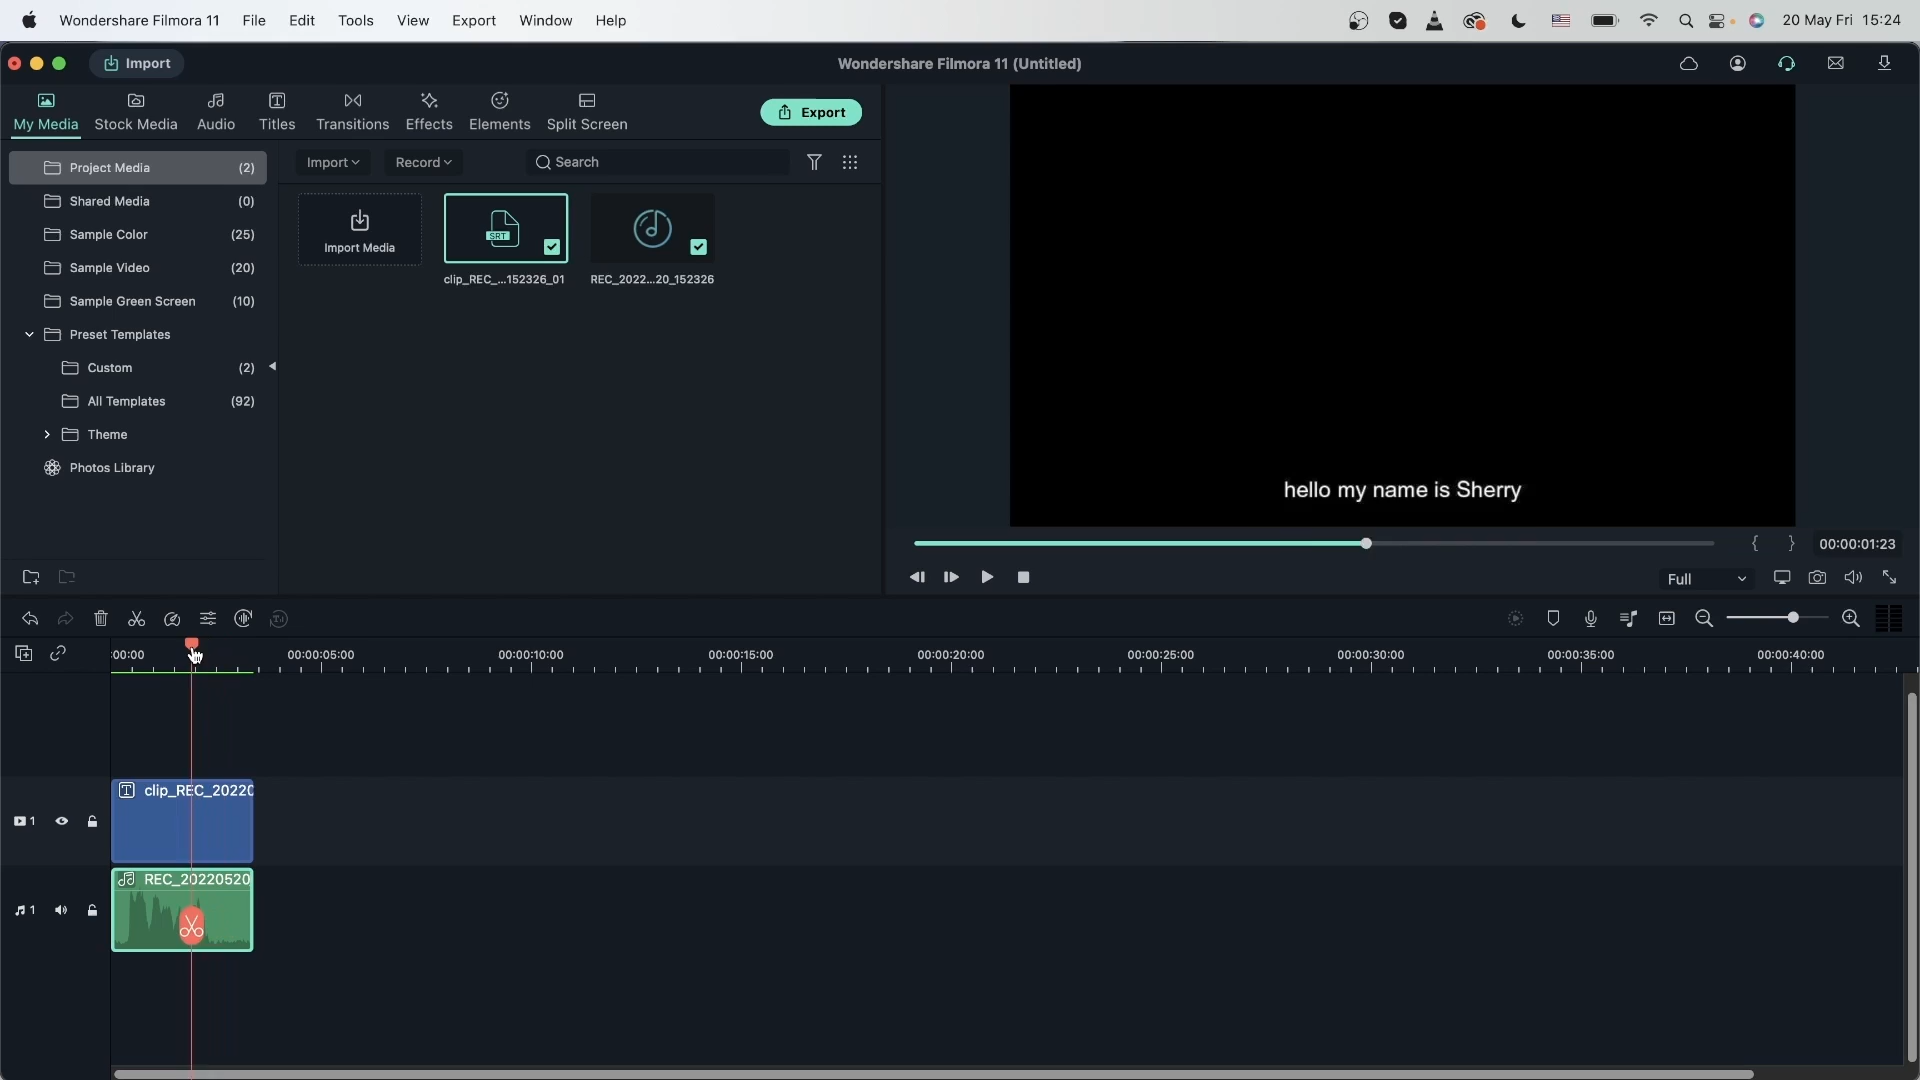 Wondershare Filmora 11 File Edit Tools View Export Window Help 20 May Fri 15:24
Import Wondershare Filmora 11 (Untitled)
My Media Stock Media Audio Titles Transitions Effects Elements Split Screen Export
Project Media (2) Import Record Search
Shared Media (0)
Sample Color (25)
SRT
Import Media
Sample Video (20)
clip_REC_...152326_01 REC_2022...20_152326
Sample Green Screen (10)
Preset Templates
Custom (2)
All Templates (92)
Theme
Photos Library
hello my name is Sherry
{ } 00:00:01:23
Full
:00:00 00:00:05:00 00:00:10:00 00:00:15:00 00:00:20:00 00:00:25:00 00:00:30:00 00:00:35:00 00:00:40:00
T clip_REC_20220
1
REC_20220520
1